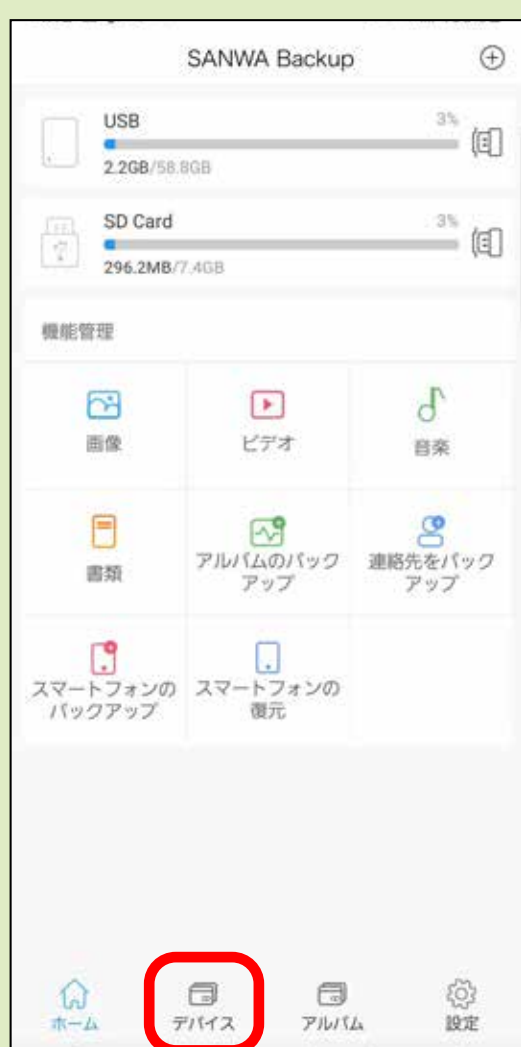 SANWA Backup
USB
3%
2.2GB/58.8GB
SD Card
3%
296.2MB/7.4GB
機能管理
画像
ビデオ
音楽
書類
アルバムのバック
アップ
連絡先をバック
アップ
スマートフォンの
バックアップ
スマートフォンの
復元
ホーム
デバイス
アルバム
設定